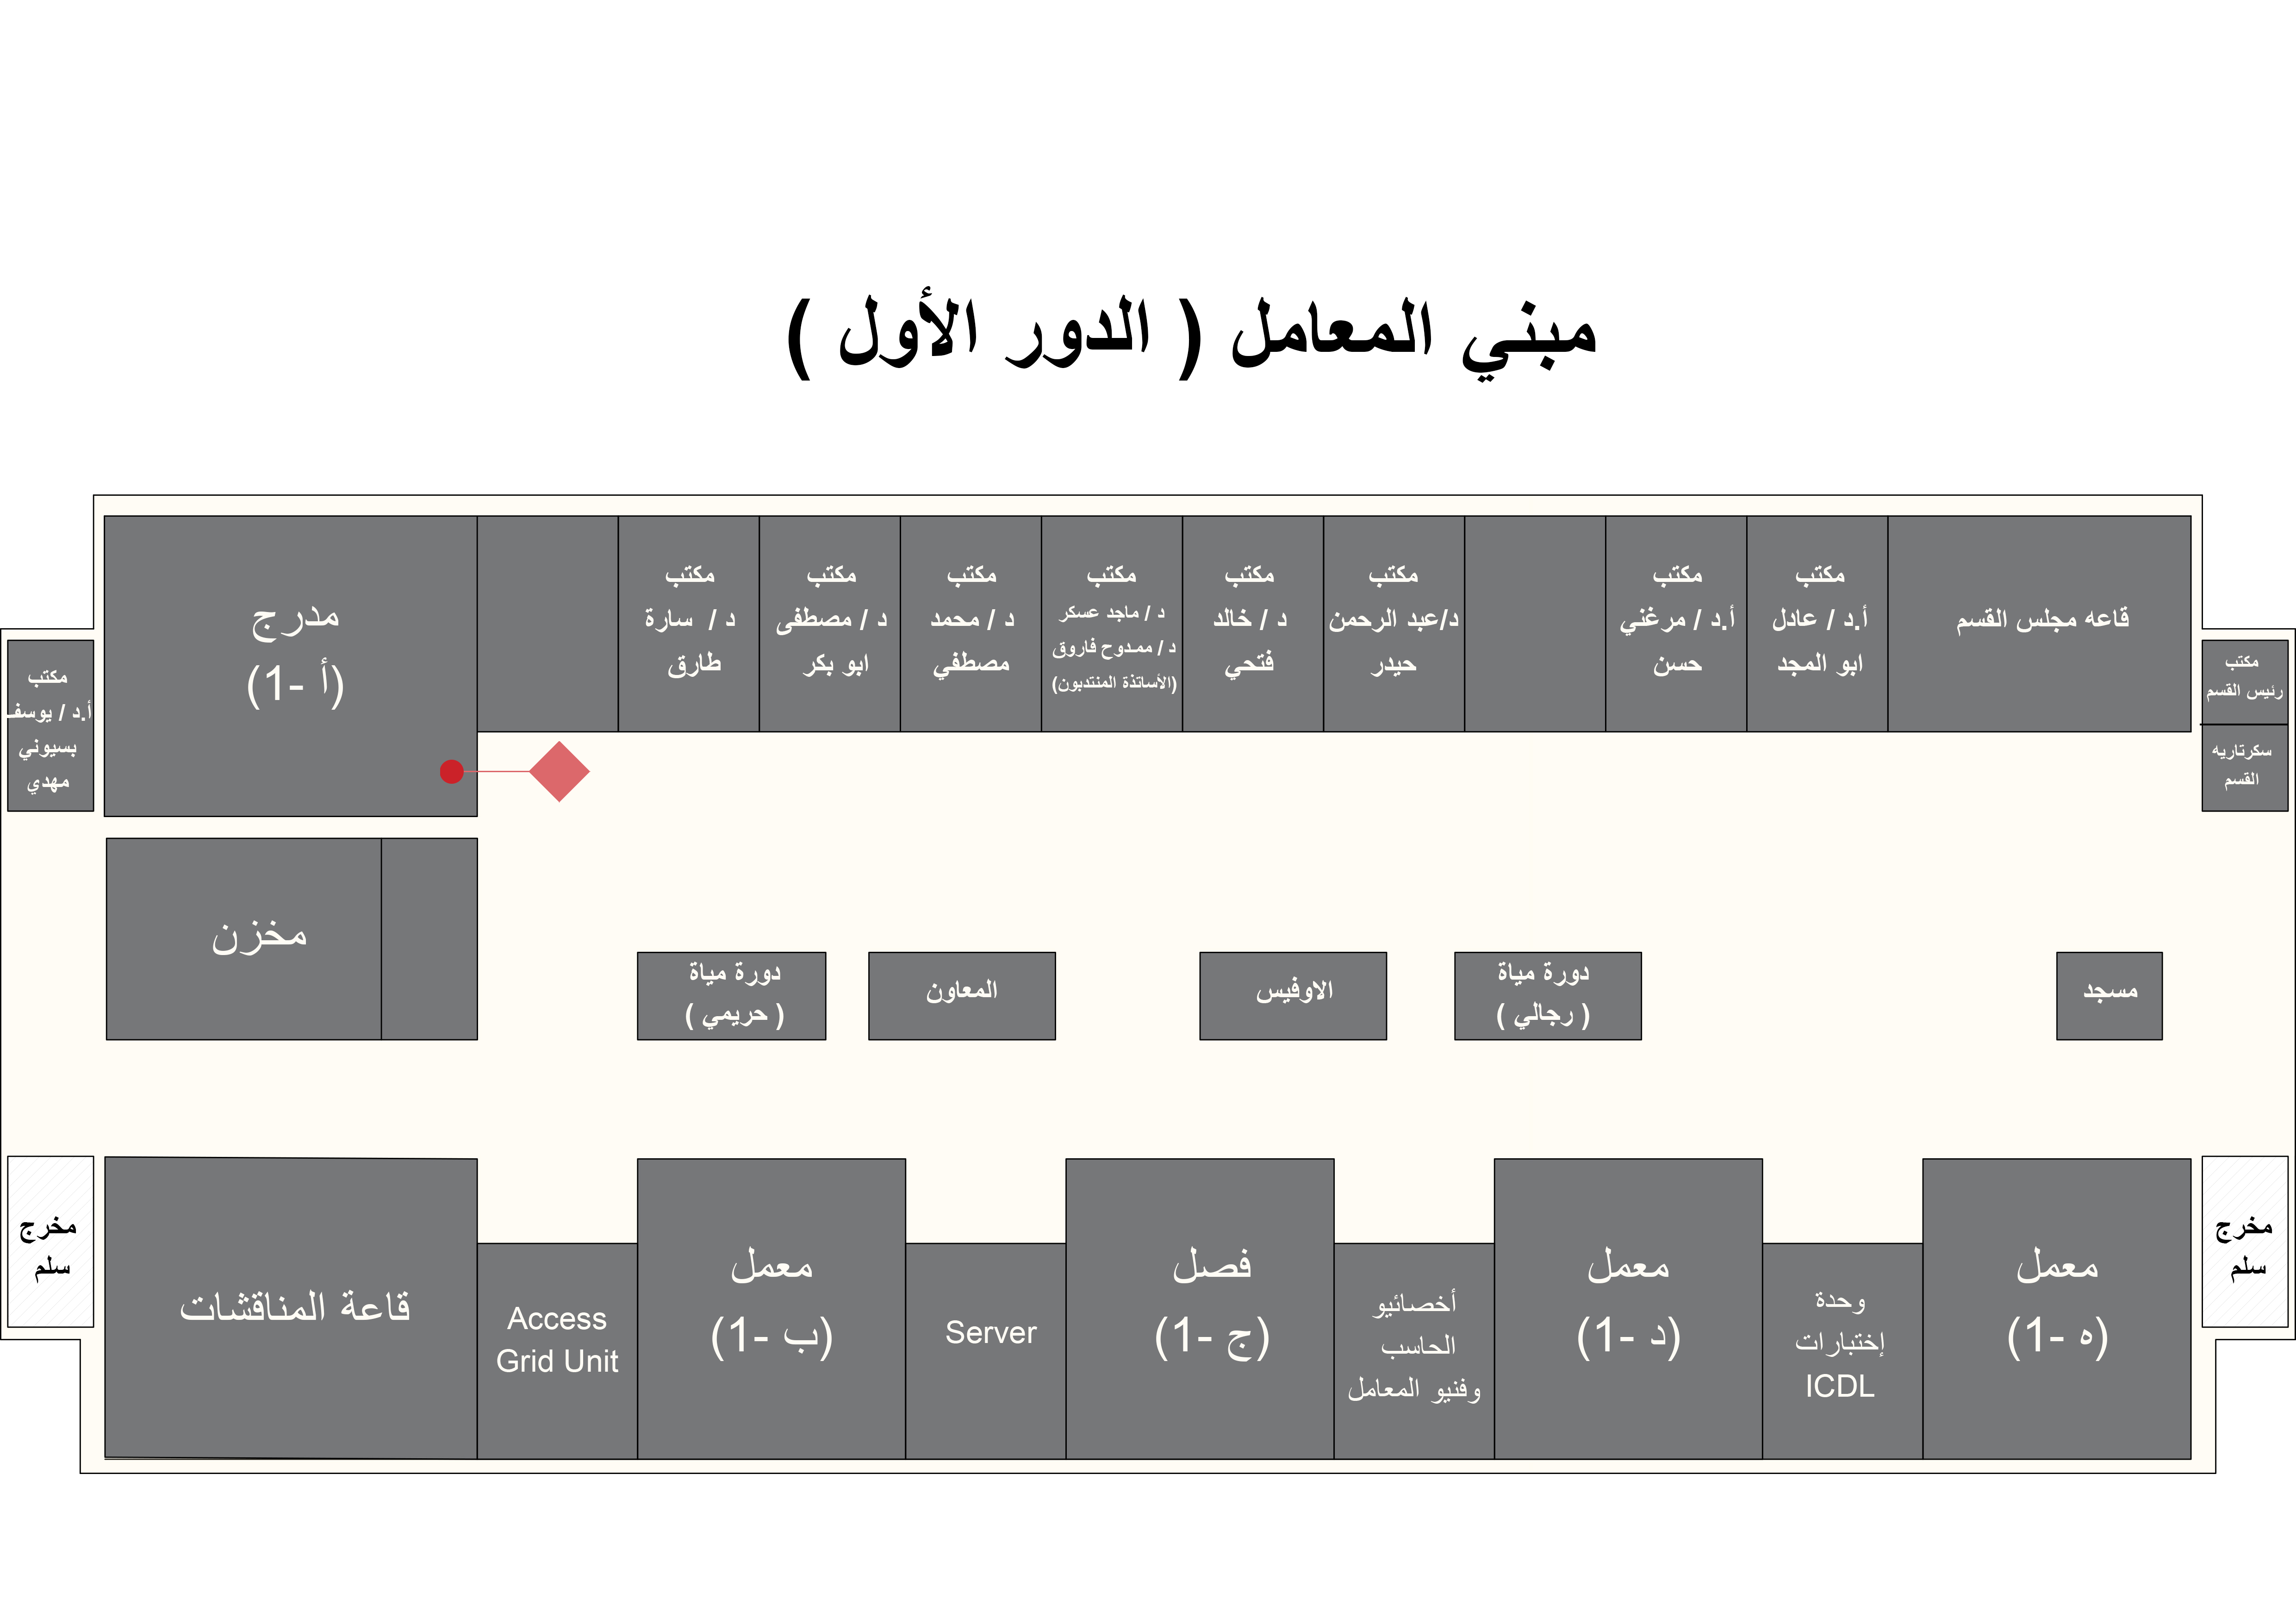 مبني المعامل ( الدور الأول )
قاعه مجلس القسم
مكتب
أ.د / عادل
ابو المجد
مكتب
أ.د / مرغني
حسن
مكتب
د/عبد الرحمن
حيدر
مكتب
د / خالد
فتحي
مكتب
د / ماجد عسكر
د / ممدوح فاروق
(الأساتذة المنتدبون)
مكتب
د / محمد
مصطفي
مكتب
د / مصطفى
ابو بكر
مكتب
د / سارة
طارق
مدرج
(أ -1)
مكتب
رئيس القسم
سكرتاريه
القسم
مكتب
أ.د / يوسف
بسيوني
مهدي
مسجد
دورة مياة
( رجالي )
الاوفيس
المعاون
دورة مياة
( حريمي )
مخزن
مخرج
سلم
معمل
(ه -1)
وحدة
إختبارات
ICDL
معمل
(د -1)
أخصائيو
الحاسب
وفنيو المعامل
فصل
(ج -1)
Server
معمل
(ب -1)
Access
Grid Unit
قاعة المناقشات
مخرج
سلم